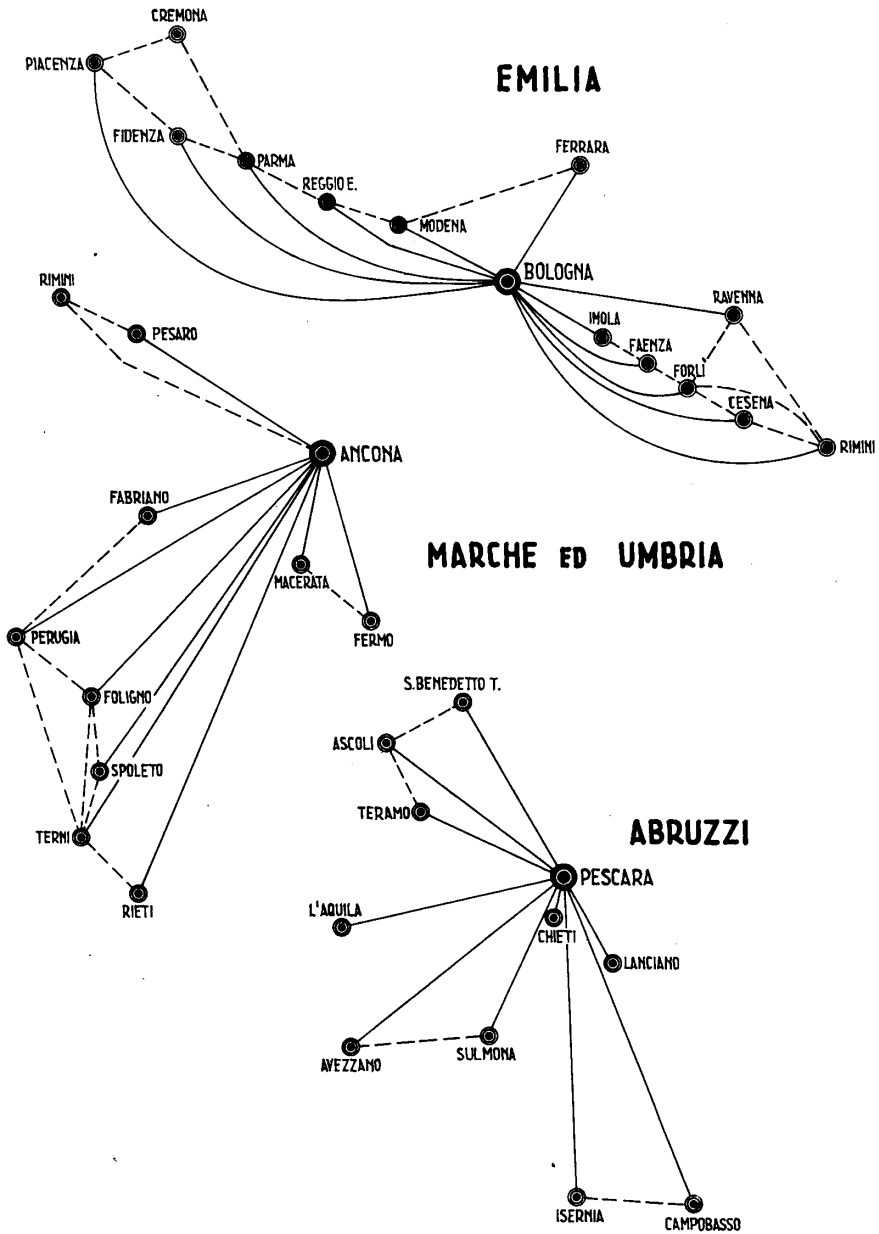 CREMONA
PIACENZA
EMILIA
FIDENZA
PARMA
FERRARA
REGGIO E.
MODENA
BOLOGNA
RIMINI
RAVENNA
PESARO
IMOLA
FAENZA
FORLÌ
CESENA
RIMINI
ANCONA
FABRIANO
MARCHE ED UMBRIA
MACERATA
PERUGIA
FERMO
FOLIGNO
S.BENEDETTO T.
ASCOLI
SPOLETO
TERAMO
TERNI
ABRUZZI
PESCARA
RIETI
L'AQUILA
CHIETI
LANCIANO
AVEZZANO
SULMONA
ISERNIA
CAMPOBASSO